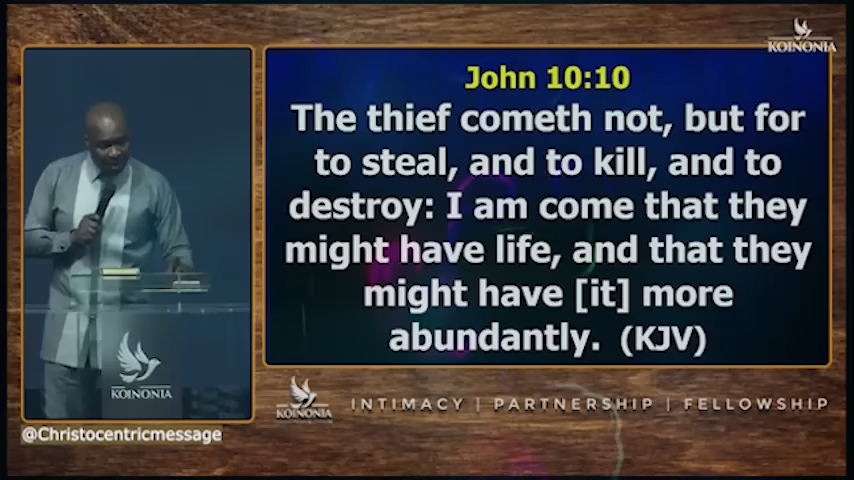 KOINONIA
John 10:10
The thief cometh not, but for
to steal, and to kill, and to
destroy: I am come that they
might have life, and that they
might have [it] more
abundantly. (KJV)
KOINONIA
KOINONIA
INTIMACY | PARTNERSHIP | FELLOWSHIP
@Christocentricmessage